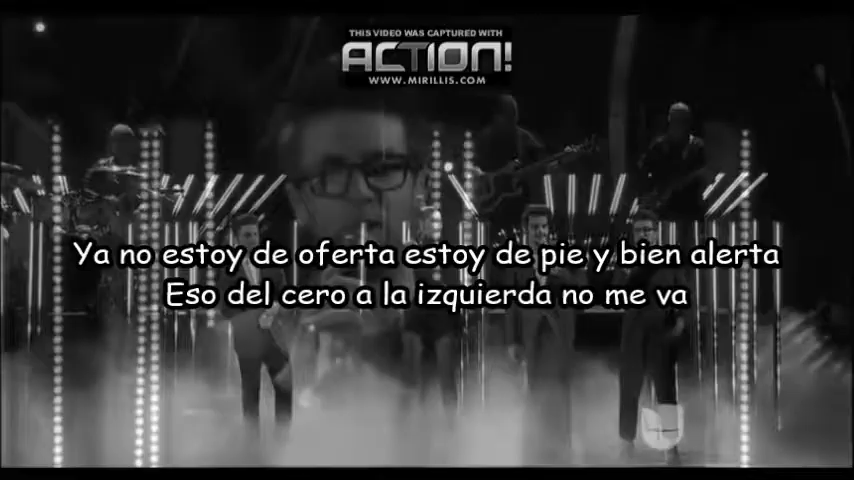 THIS VIDEO WAS CAPTURED WITH
ACTION!
WWW.MIRILLIS.COM
Ya no estoy de oferta estoy de pie y bien alerta
Eso del cero a la izquierda no me va